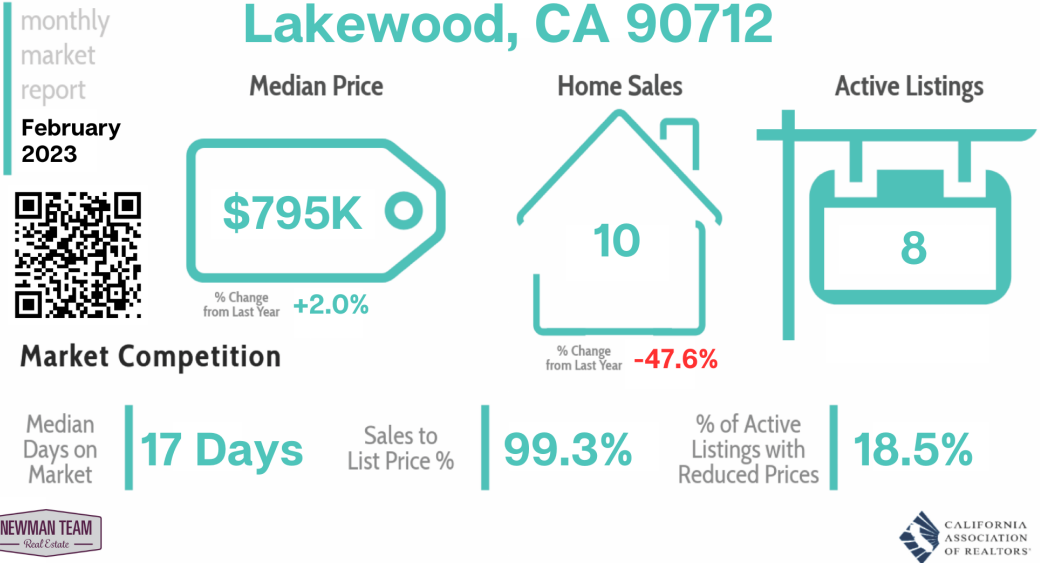 monthly
market
report
February
2023
Lakewood, CA 90712
Median Price
$795K
% Change
from Last Year
+2.0%
Home Sales
10
% Change
from Last Year
-47.6%
Active Listings
8
Market Competition
Median
Days on
Market
17 Days
Sales to
List Price %
99.3%
% of Active
Listings with
Reduced Prices
18.5%
NEWMAN TEAM
Real Estate
CALIFORNIA
ASSOCIATION
OF REALTORS®